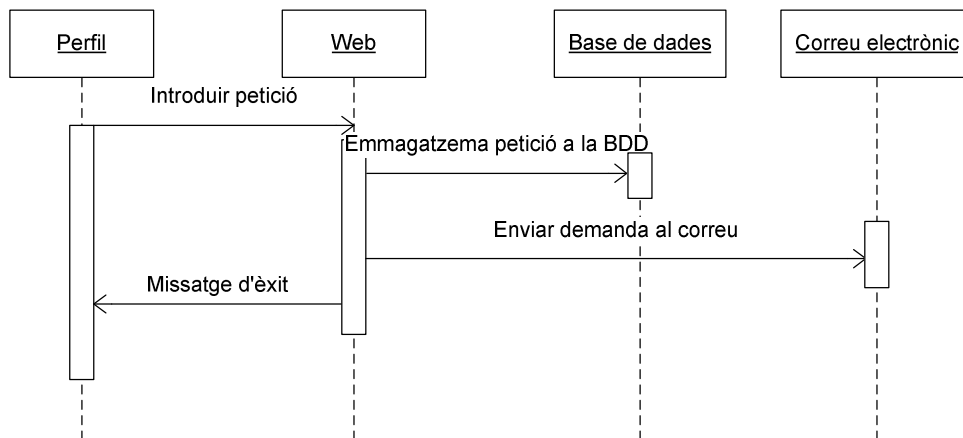 Perfil
Web
Base de dades
Correu electrònic
Introduir petició
Emmagatzema petició a la BDD
Enviar demanda al correu
Missatge d'èxit